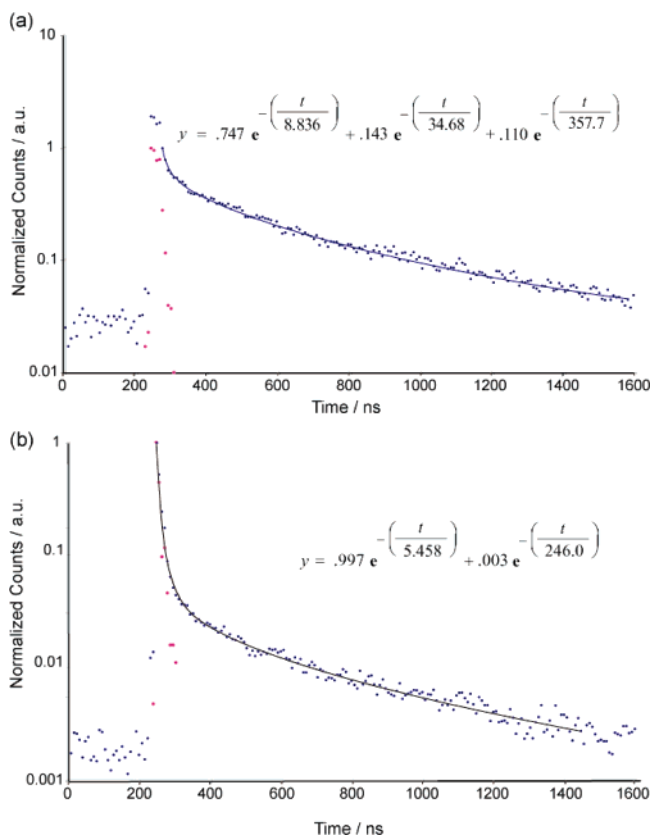 (a)
10
1
0.1
0.01
Normalized Counts / a.u.
y = .747 e^-(t/8.836) + .143 e^-(t/34.68) + .110 e^-(t/357.7)
0 200 400 600 800 1000 1200 1400 1600
Time / ns
(b)
1
0.1
0.01
0.001
Normalized Counts / a.u.
y = .997 e^-(t/5.458) + .003 e^-(t/246.0)
0 200 400 600 800 1000 1200 1400 1600
Time / ns